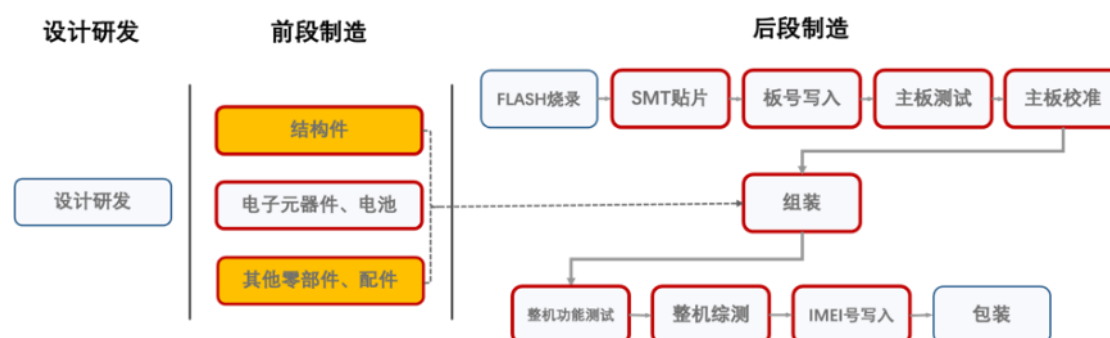 设计研发
前段制造
后段制造
设计研发
结构件
电子元器件、电池
其他零部件、配件
FLASH烧录
SMT贴片
板号写入
主板测试
主板校准
组装
整机功能测试
整机综测
IMEI号写入
包装